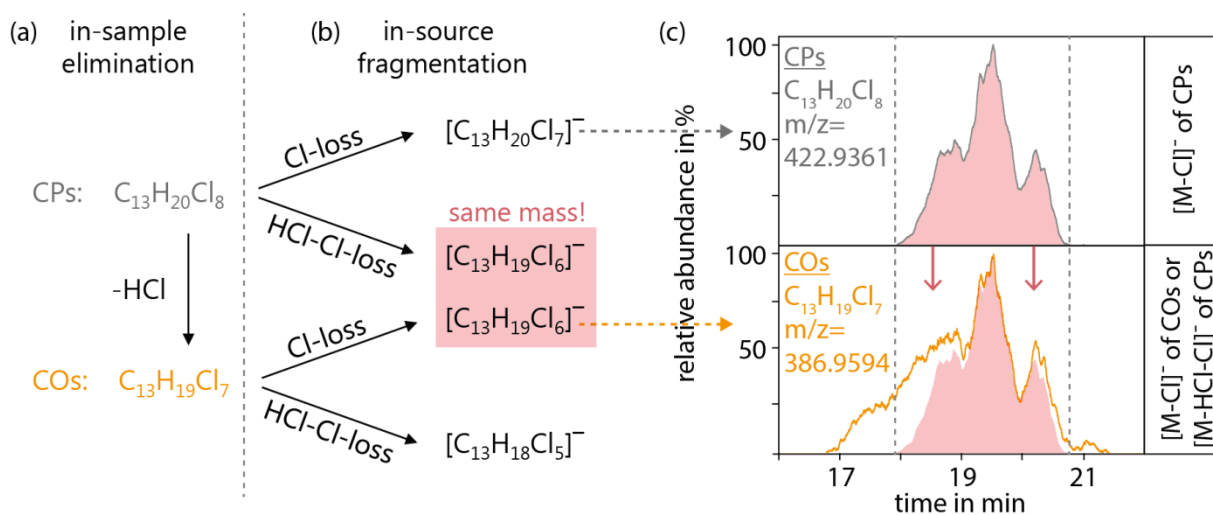 (a) in-sample elimination
(b) in-source fragmentation
CPs: C₁₃H₂₀Cl₈
-HCl
COs: C₁₃H₁₉Cl₇
Cl-loss
HCl-Cl-loss
Cl-loss
HCl-Cl-loss
[C₁₃H₂₀Cl₇]⁻
same mass!
[C₁₃H₁₉Cl₆]⁻
[C₁₃H₁₉Cl₆]⁻
[C₁₃H₁₈Cl₅]⁻
(c)
relative abundance in %
100
50
CPs
C₁₃H₂₀Cl₈
m/z=
422.9361
[M-Cl]⁻ of CPs
100
50
COs
C₁₃H₁₉Cl₇
m/z=
386.9594
[M-Cl]⁻ of COs or
[M-HCl-Cl]⁻ of CPs
17 19 21
time in min